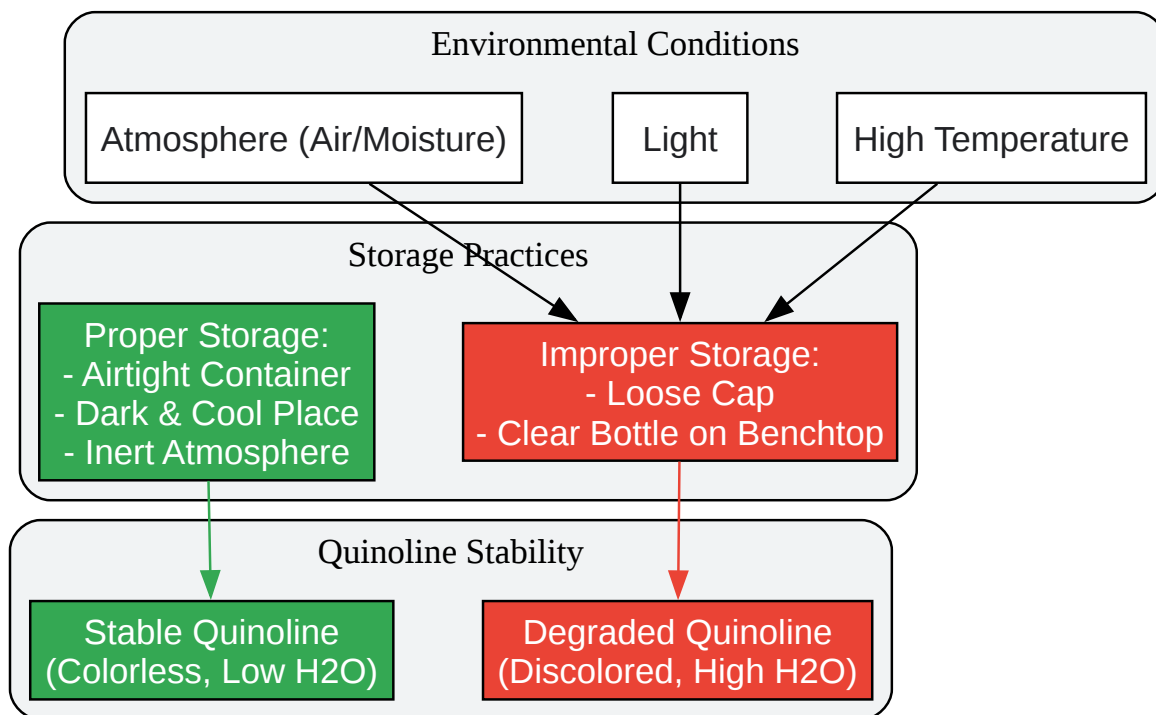 Environmental Conditions
Atmosphere (Air/Moisture)
Light
High Temperature
Storage Practices
Proper Storage:
- Airtight Container
- Dark & Cool Place
- Inert Atmosphere
Improper Storage:
- Loose Cap
- Clear Bottle on Benchtop
Quinoline Stability
Stable Quinoline
(Colorless, Low H2O)
Degraded Quinoline
(Discolored, High H2O)